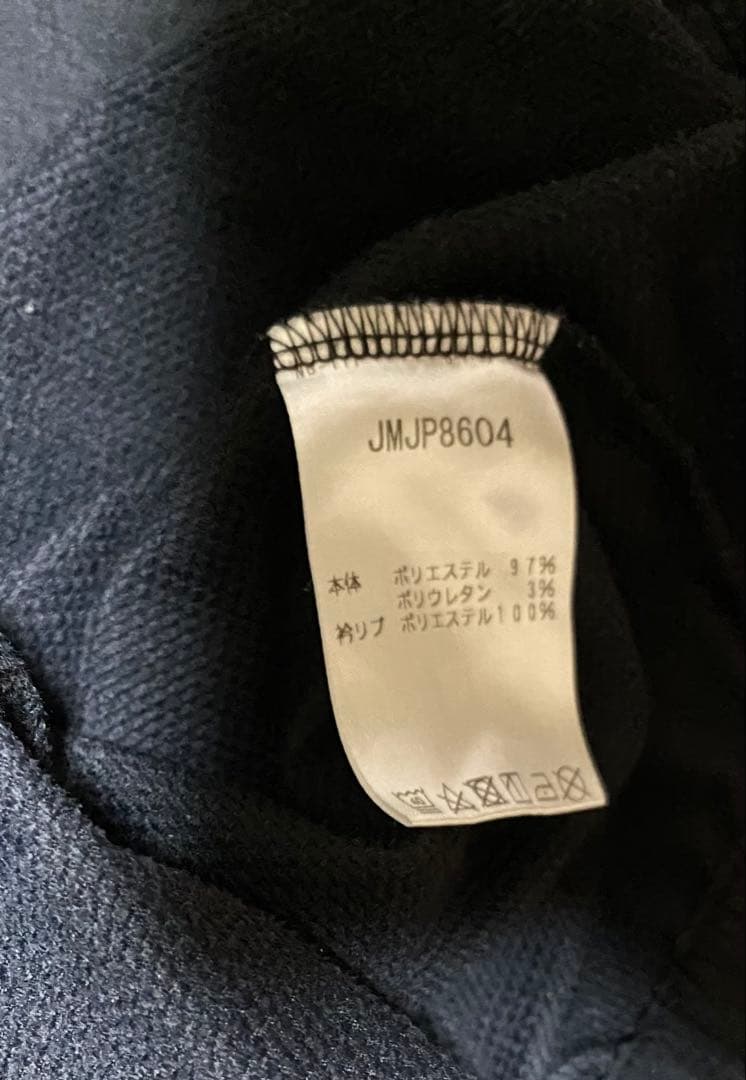 JMJP8604
本体 ポリエステル 97%
ポリウレタン 3%
衿リブ ポリエステル100%